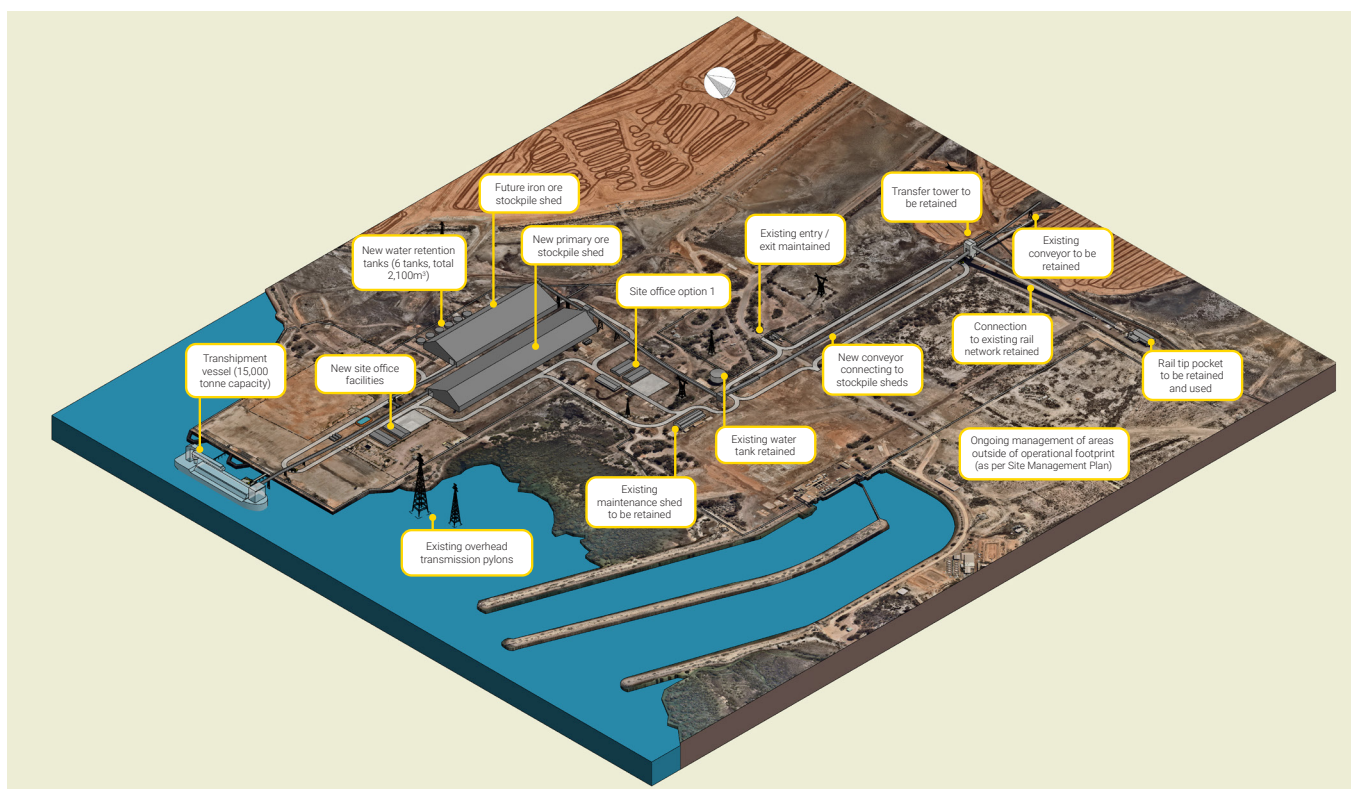 Future iron ore
stockpile shed
New water retention
tanks (6 tanks, total
2,100m³)
New primary ore
stockpile shed
Site office option 1
Existing entry /
exit maintained
Transfer tower to
be retained
Existing
conveyor to be
retained
Transhipment
vessel (15,000
tonne capacity)
New site office
facilities
New conveyor
connecting to
stockpile sheds
Connection
to existing rail
network retained
Rail tip pocket
to be retained
and used
Existing water
tank retained
Ongoing management of areas
outside of operational footprint
(as per Site Management Plan)
Existing
maintenance shed
to be retained
Existing overhead
transmission pylons